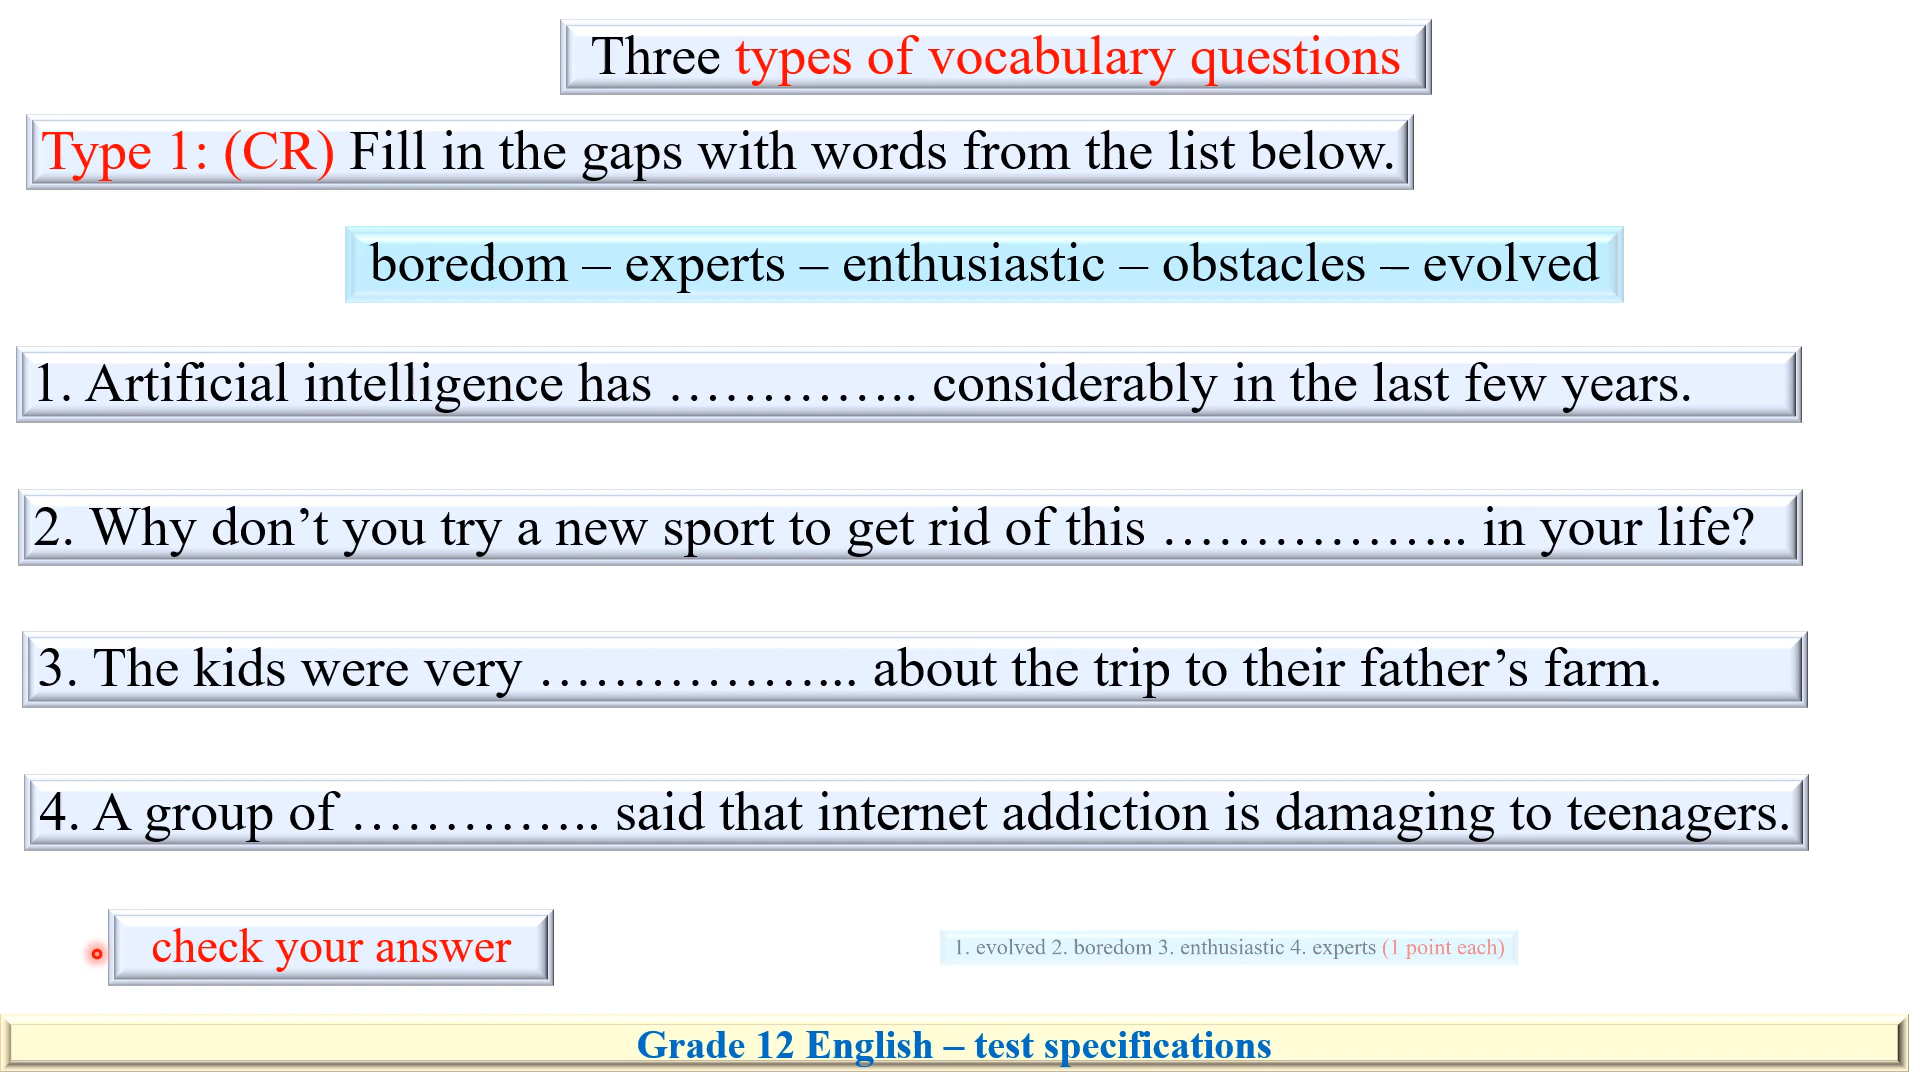 Three types of vocabulary questions
Type 1: (CR) Fill in the gaps with words from the list below.
boredom – experts – enthusiastic – obstacles – evolved
1. Artificial intelligence has ………….. considerably in the last few years.
2. Why don’t you try a new sport to get rid of this …………….. in your life?
3. The kids were very ……………... about the trip to their father’s farm.
4. A group of ………….. said that internet addiction is damaging to teenagers.
check your answer
1. evolved 2. boredom 3. enthusiastic 4. experts (1 point each)
Grade 12 English – test specifications